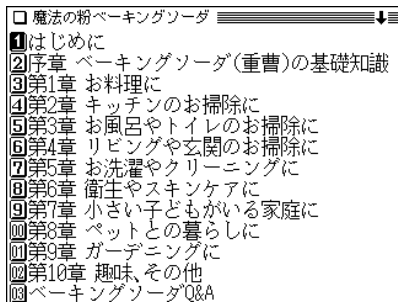 魔法の粉ベーキングソーダ
1はじめに
2序章 ベーキングソーダ(重曹)の基礎知識
3第1章 お料理に
4第2章 キッチンのお掃除に
5第3章 お風呂やトイレのお掃除に
6第4章 リビングや玄関のお掃除に
7第5章 お洗濯やクリーニングに
8第6章 衛生やスキンケアに
9第7章 小さい子どもがいる家庭に
00第8章 ペットとの暮らしに
01第9章 ガーデニングに
02第10章 趣味、その他
03ベーキングソーダQ&A